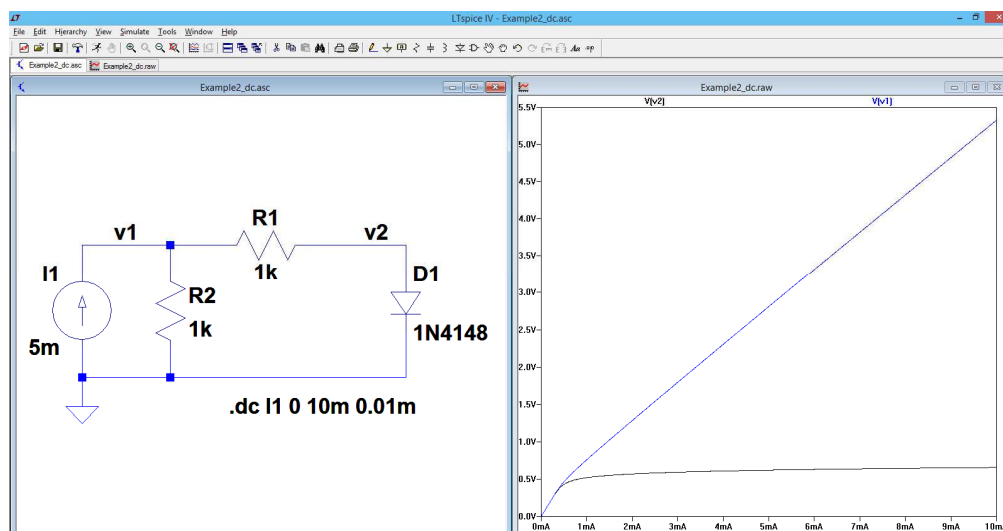 LTspice IV - Example2_dc.asc
File Edit Hierarchy View Simulate Tools Window Help
Example2_dc.asc Example2_dc.raw
Example2_dc.asc
v1
R1
v2
1k
I1
R2
D1
1k
1N4148
5m
.dc I1 0 10m 0.01m
Example2_dc.raw
V(v2) V(v1)
5.5V
5.0V
4.5V
4.0V
3.5V
3.0V
2.5V
2.0V
1.5V
1.0V
0.5V
0.0V
0mA 1mA 2mA 3mA 4mA 5mA 6mA 7mA 8mA 9mA 10mA